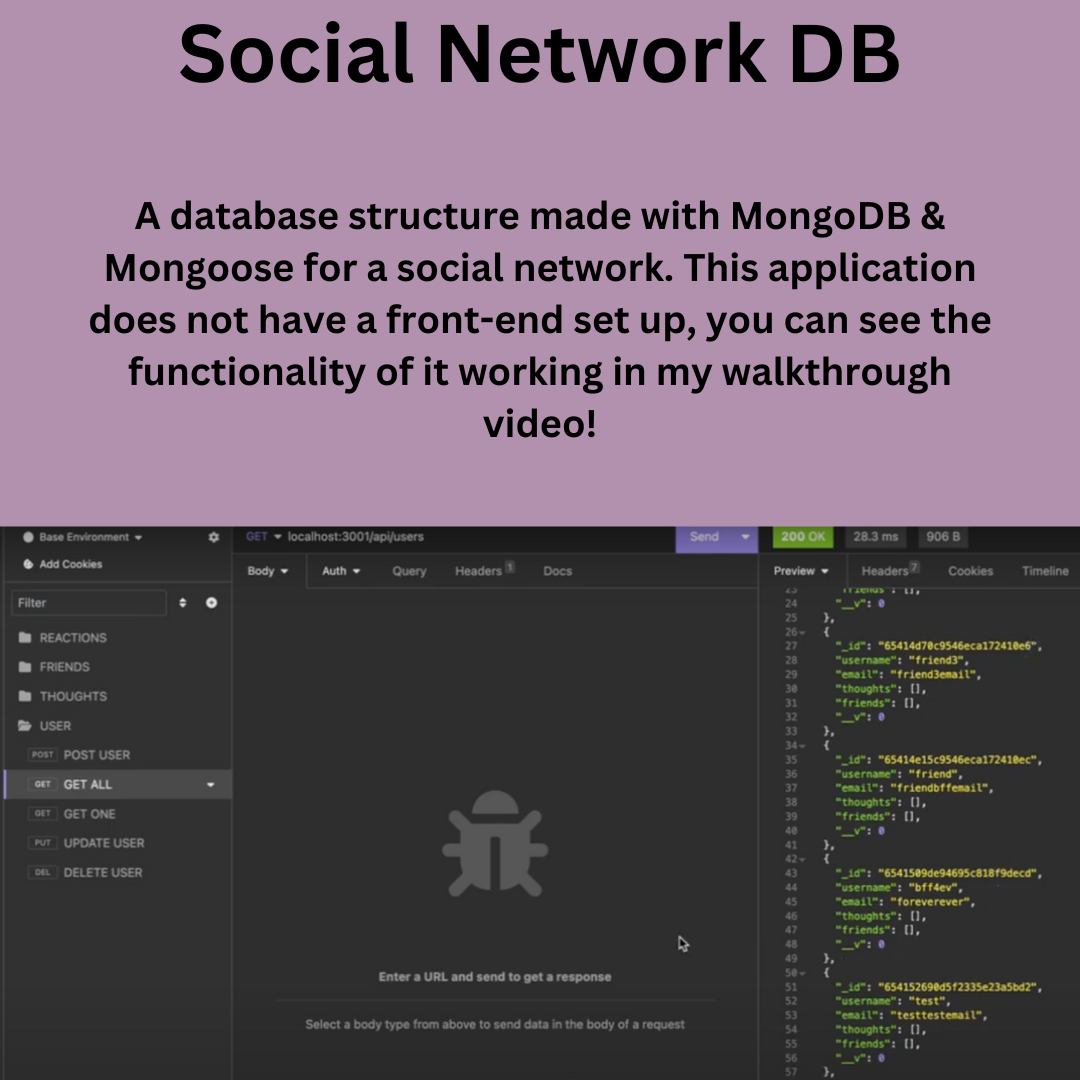 Social Network DB
A database structure made with MongoDB &
Mongoose for a social network. This application
does not have a front-end set up, you can see the
functionality of it working in my walkthrough
video!
Base Environment
Add Cookies
Filter
REACTIONS
FRIENDS
THOUGHTS
USER
POST POST USER
GET GET ALL
GET GET ONE
PUT UPDATE USER
DEL DELETE USER
GET localhost:3001/api/users Send
Body Auth Query Headers 1 Docs
Enter a URL and send to get a response
Select a body type from above to send data in the body of a request
200 OK 28.3 ms 906 B
Preview Headers 7 Cookies Timeline
23 "friends": [],
24 "__v": 0
25 },
26 {
27 "_id": "65414d70c9546eca172410e6",
28 "username": "friend3",
29 "email": "friend3email",
30 "thoughts": [],
31 "friends": [],
32 "__v": 0
33 },
34 {
35 "_id": "65414e15c9546eca172410ec",
36 "username": "friend",
37 "email": "friendbffemail",
38 "thoughts": [],
39 "friends": [],
40 "__v": 0
41 },
42 {
43 "_id": "6541509de94695c818f9decd",
44 "username": "bff4ev",
45 "email": "foreverever",
46 "thoughts": [],
47 "friends": [],
48 "__v": 0
49 },
50 {
51 "_id": "654152690d5f2335e23a5bd2",
52 "username": "test",
53 "email": "testtestemail",
54 "thoughts": [],
55 "friends": [],
56 "__v": 0
57 },